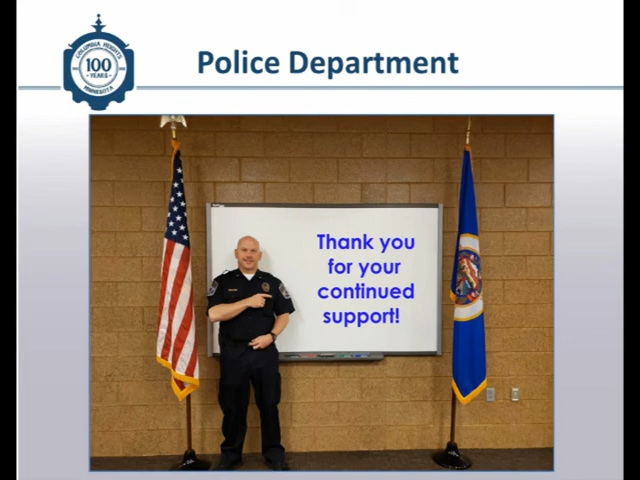 Police Department
COLUMBIA HEIGHTS
100
YEARS
MINNESOTA
Thank you
for your
continued
support!